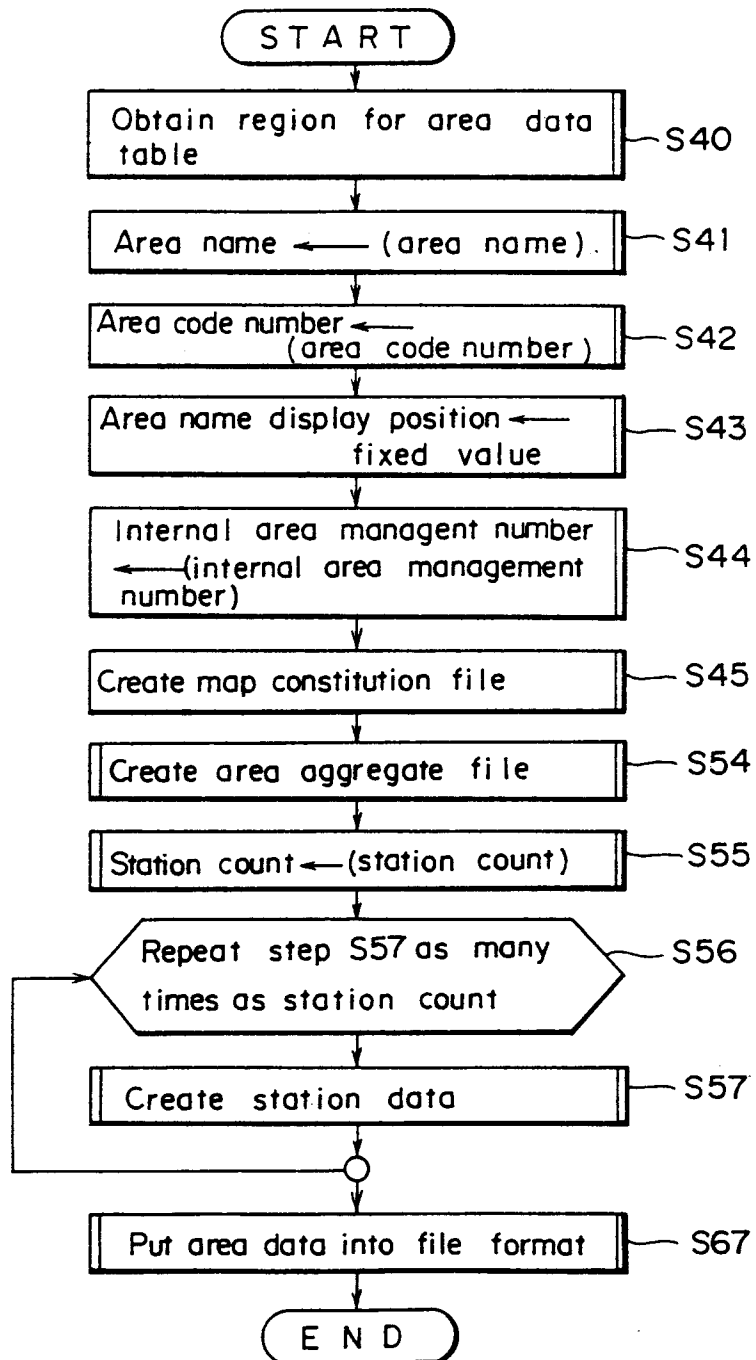 START
Obtain region for area data
table
S40
Area name ← (area name).
S41
Area code number ←
(area code number)
S42
Area name display position ←
fixed value
S43
Internal area managent number
← (internal area management
number)
S44
Create map constitution file
S45
Create area aggregate file
S54
Station count ← (station count)
S55
Repeat step S57 as many
times as station count
S56
Create station data
S57
Put area data into file format
S67
END